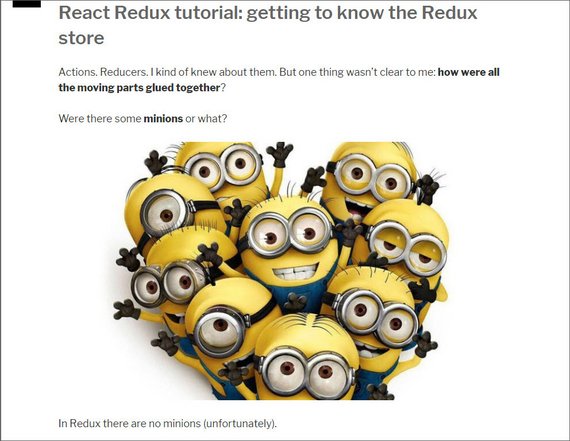 React Redux tutorial: getting to know the Redux
store
Actions. Reducers. I kind of knew about them. But one thing wasn’t clear to me: how were all
the moving parts glued together?
Were there some minions or what?
In Redux there are no minions (unfortunately).